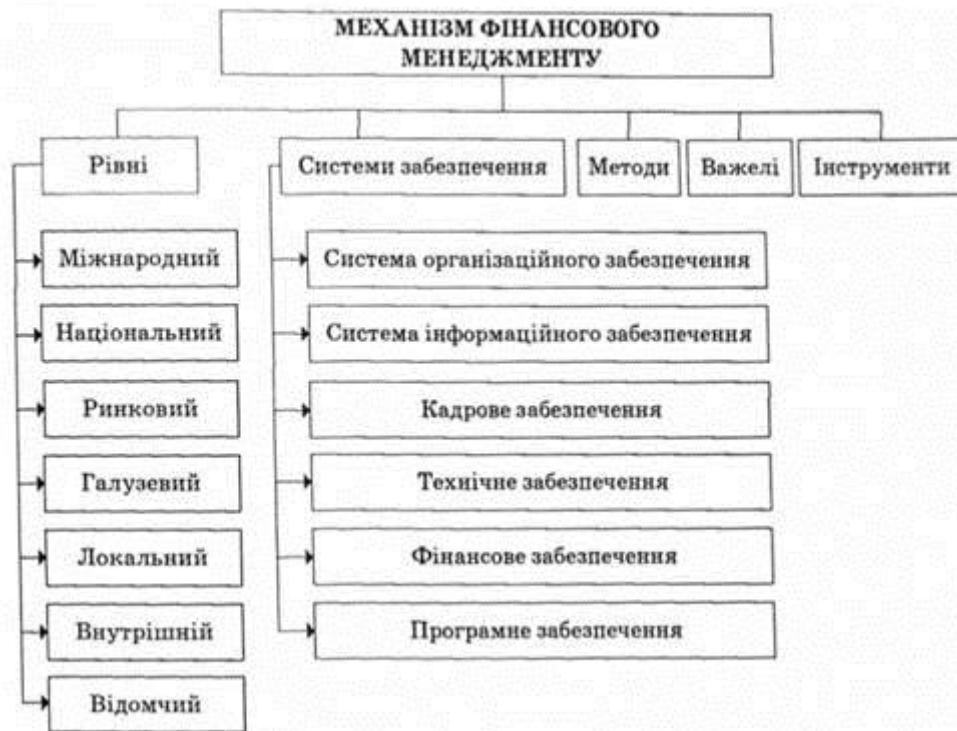 МЕХАНІЗМ ФІНАНСОВОГО
МЕНЕДЖМЕНТУ
Рівні
Системи забезпечення
Методи
Важелі
Інструменти
Міжнародний
Національний
Ринковий
Галузевий
Локальний
Внутрішній
Відомчий
Система організаційного забезпечення
Система інформаційного забезпечення
Кадрове забезпечення
Технічне забезпечення
Фінансове забезпечення
Програмне забезпечення